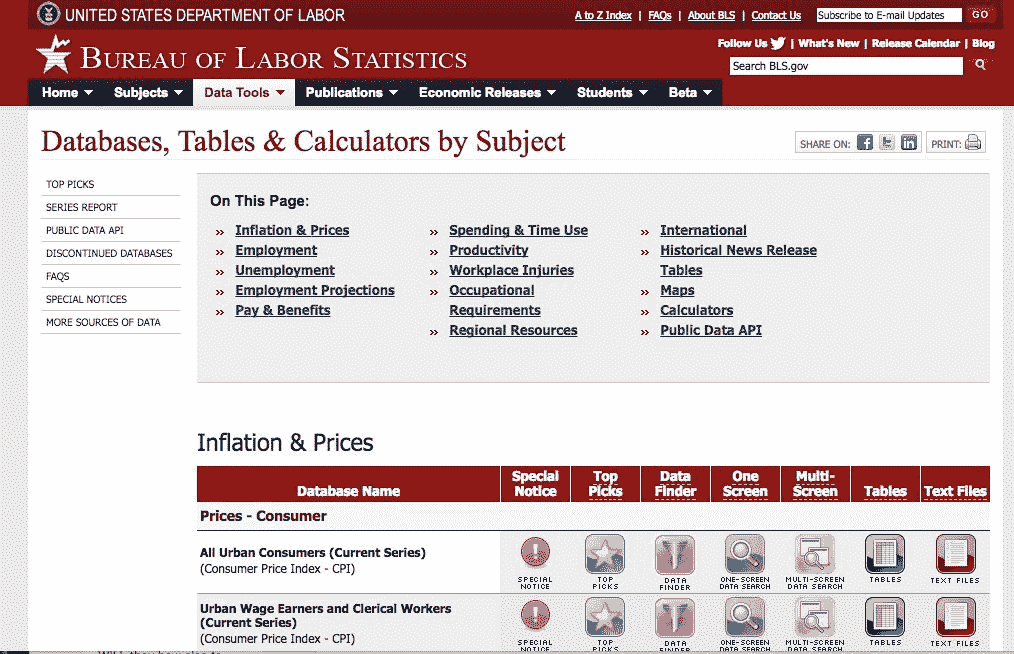 UNITED STATES DEPARTMENT OF LABOR
A to Z Index | FAQs | About BLS | Contact Us
Subscribe to E-mail Updates
GO
Follow Us | What's New | Release Calendar | Blog
BUREAU OF LABOR STATISTICS
Search BLS.gov
Home
Subjects
Data Tools
Publications
Economic Releases
Students
Beta
Databases, Tables & Calculators by Subject
SHARE ON:
PRINT:
TOP PICKS
SERIES REPORT
PUBLIC DATA API
DISCONTINUED DATABASES
FAQS
SPECIAL NOTICES
MORE SOURCES OF DATA
On This Page:
Inflation & Prices
Employment
Unemployment
Employment Projections
Pay & Benefits
Spending & Time Use
Productivity
Workplace Injuries
Occupational
Requirements
Regional Resources
International
Historical News Release
Tables
Maps
Calculators
Public Data API
Inflation & Prices
Database Name
Special
Notice
Top
Picks
Data
Finder
One
Screen
Multi-
Screen
Tables
Text Files
Prices - Consumer
All Urban Consumers (Current Series)
(Consumer Price Index - CPI)
SPECIAL
NOTICE
TOP
PICKS
DATA
FINDER
ONE-SCREEN
DATA SEARCH
MULTI-SCREEN
DATA SEARCH
TABLES
TEXT FILES
Urban Wage Earners and Clerical Workers
(Current Series)
(Consumer Price Index - CPI)
SPECIAL
NOTICE
TOP
PICKS
DATA
FINDER
ONE-SCREEN
DATA SEARCH
MULTI-SCREEN
DATA SEARCH
TABLES
TEXT FILES